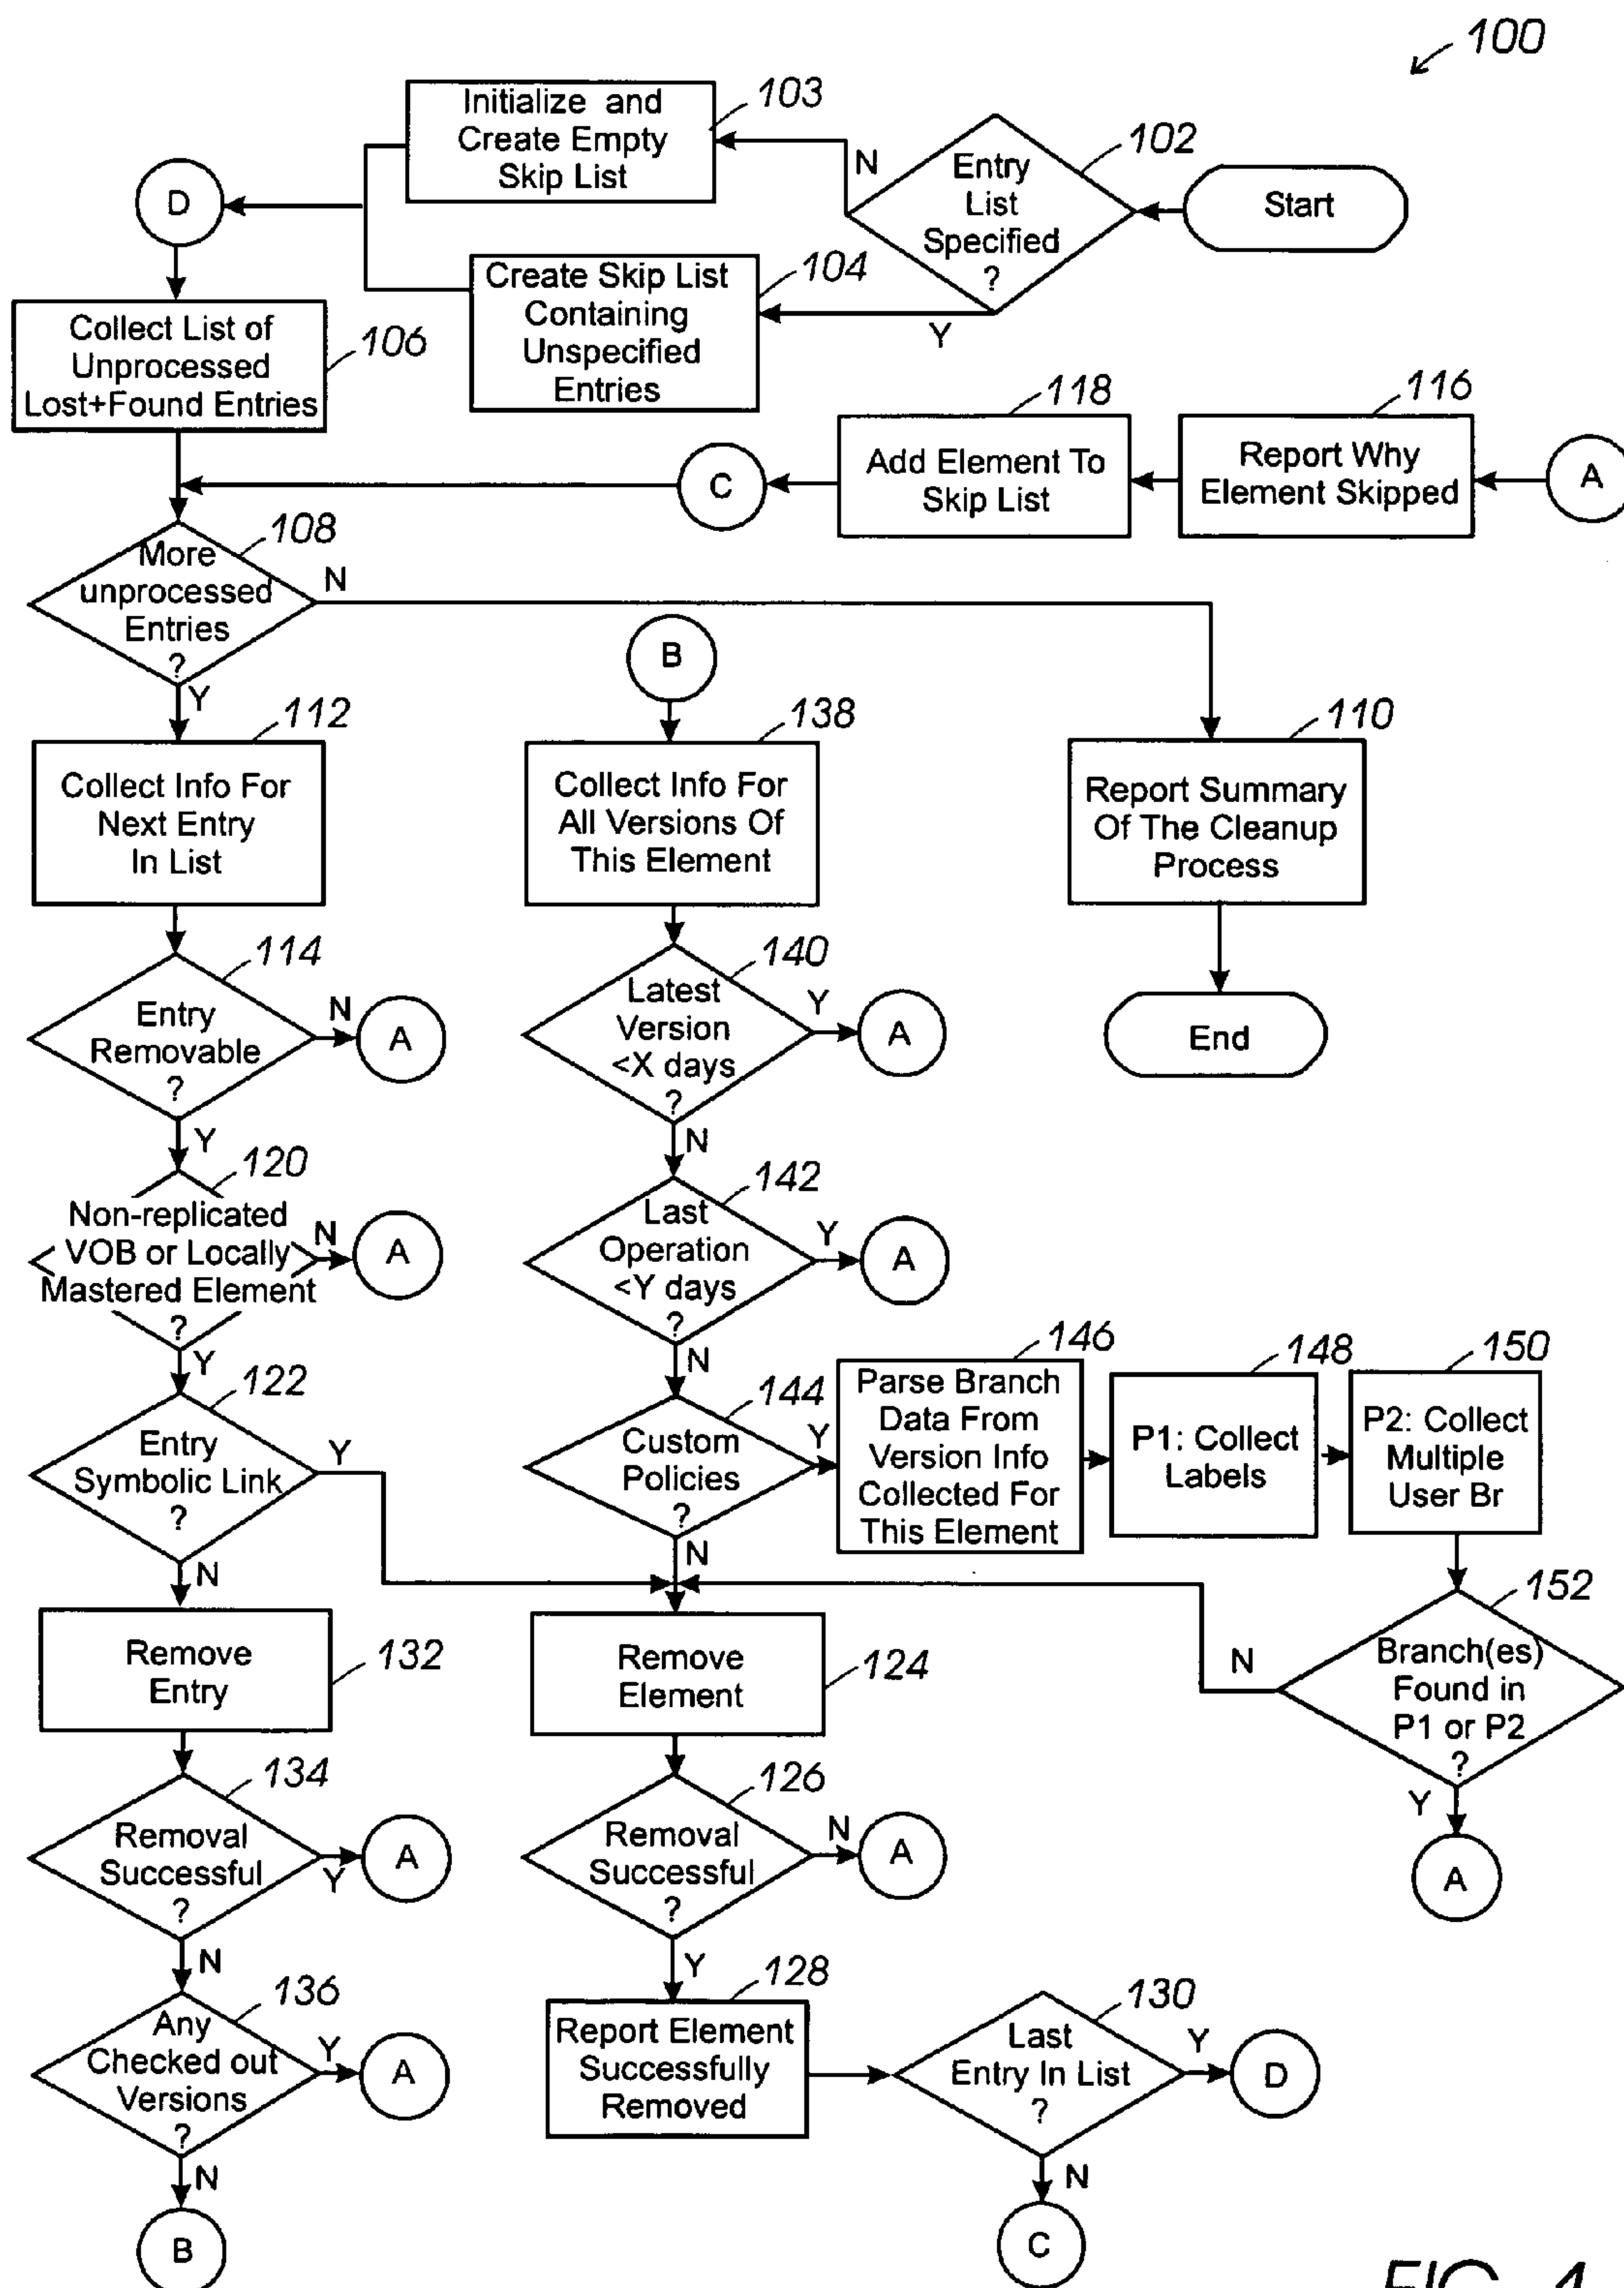 100
103
Initialize and
Create Empty
Skip List
N
102
Entry
List
Specified
?
Start
D
104
Create Skip List
Containing
Unspecified
Entries
Y
106
Collect List of
Unprocessed
Lost+Found Entries
118
Add Element To
Skip List
116
Report Why
Element Skipped
A
C
108
More
unprocessed
Entries
?
N
Y
B
112
Collect Info For
Next Entry
In List
138
Collect Info For
All Versions Of
This Element
110
Report Summary
Of The Cleanup
Process
End
114
Entry
Removable
?
N
A
Y
140
Latest
Version
<X days
?
Y
A
N
120
Non-replicated
VOB or Locally
Mastered Element
?
N
A
Y
142
Last
Operation
<Y days
?
Y
A
N
122
Entry
Symbolic Link
?
Y
N
144
Custom
Policies
?
Y
N
146
Parse Branch
Data From
Version Info
Collected For
This Element
148
P1: Collect
Labels
150
P2: Collect
Multiple
User Br
152
Branch(es)
Found in
P1 or P2
?
N
Y
A
132
Remove
Entry
124
Remove
Element
134
Removal
Successful
?
A
Y
N
126
Removal
Successful
?
N
A
Y
136
Any
Checked out
Versions
?
Y
A
N
B
128
Report Element
Successfully
Removed
130
Last
Entry In List
?
Y
D
N
C
FIG. 4